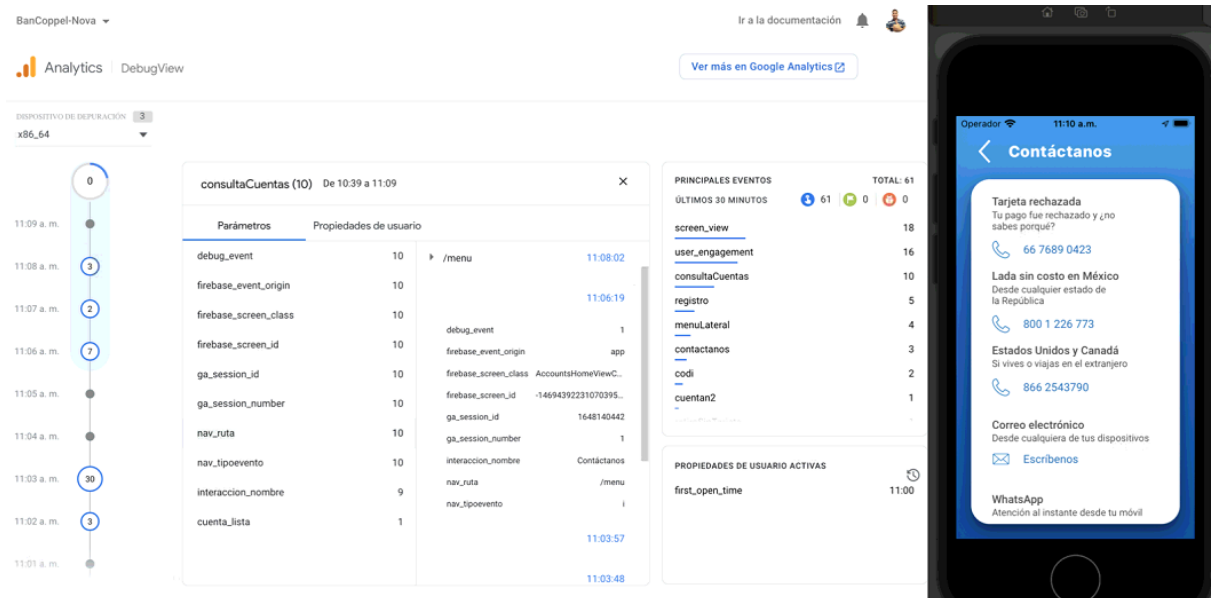 BanCoppel-Nova
Ir a la documentación
Analytics DebugView
Ver más en Google Analytics
DISPOSITIVO DE DEPURACIÓN 3
x86_64
0
11:09 a. m.
11:08 a. m. 3
11:07 a. m. 2
11:06 a. m. 7
11:05 a. m.
11:04 a. m.
11:03 a. m. 30
11:02 a. m. 3
11:01 a. m.
consultaCuentas (10) De 10:39 a 11:09
Parámetros Propiedades de usuario
debug_event 10
firebase_event_origin 10
firebase_screen_class 10
firebase_screen_id 10
ga_session_id 10
ga_session_number 10
nav_ruta 10
nav_tipoevento 10
interaccion_nombre 9
cuenta_lista 1
/menu 11:08:02
11:06:19
debug_event 1
firebase_event_origin app
firebase_screen_class AccountsHomeViewC...
firebase_screen_id -14694392231070395...
ga_session_id 1648140442
ga_session_number 1
interaccion_nombre Contáctanos
nav_ruta /menu
nav_tipoevento i
11:03:57
11:03:48
PRINCIPALES EVENTOS TOTAL: 61
ÚLTIMOS 30 MINUTOS 61 0 0
screen_view 18
user_engagement 16
consultaCuentas 10
registro 5
menuLateral 4
contactanos 3
codi 2
cuentan2 1
PROPIEDADES DE USUARIO ACTIVAS
first_open_time 11:00
Operador 11:10 a.m.
Contáctanos
Tarjeta rechazada
Tu pago fue rechazado y ¿no
sabes porqué?
66 7689 0423
Lada sin costo en México
Desde cualquier estado de
la República
800 1 226 773
Estados Unidos y Canadá
Si vives o viajas en el extranjero
866 2543790
Correo electrónico
Desde cualquiera de tus dispositivos
Escríbenos
WhatsApp
Atención al instante desde tu móvil